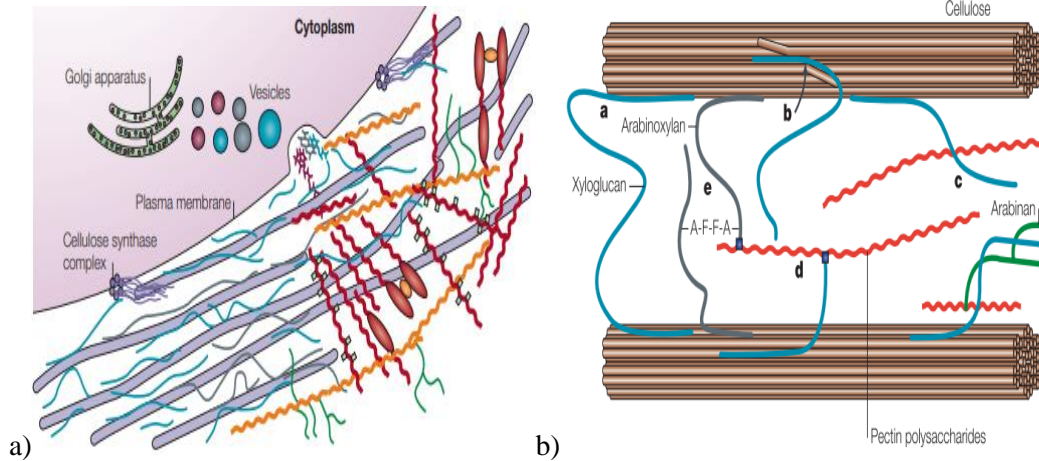 Cytoplasm
Golgi apparatus
Vesicles
Plasma membrane
Cellulose synthase
complex
a)
Cellulose
a
b
Arabinoxylan
Xyloglucan
e
c
A-F-F-A
Arabinan
d
Pectin polysaccharides
b)